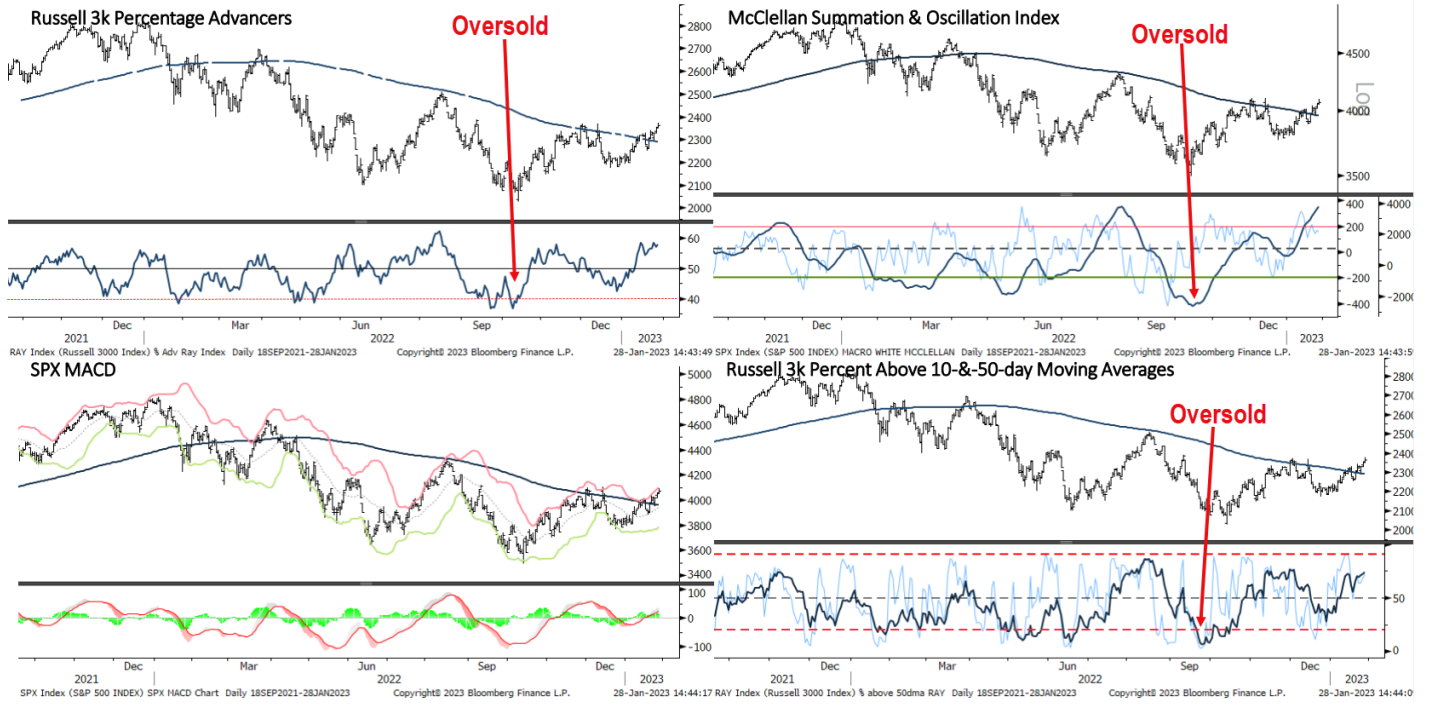 Russell 3k Percentage Advancers
Oversold
2800
2700
2600
2500
2400
2300
2200
2100
2000
60
50
40
Dec Mar Jun Sep Dec
2021 2022 2023
RAY Index (Russell 3000 Index) % Adv Ray Index Daily 18SEP2021-28JAN2023 Copyright© 2023 Bloomberg Finance L.P. 28-Jan-2023 14:43:49
McClellan Summation & Oscillation Index
Oversold
4500
Log
4000
3500
400 4000
200 2000
0 0
-200
-400 -2000
Dec Mar Jun Sep Dec
2021 2022 2023
SPX Index (S&P 500 INDEX) MACRO WHITE MCCLELLAN Daily 18SEP2021-28JAN2023 Copyright© 2023 Bloomberg Finance L.P. 28-Jan-2023 14:43:5
SPX MACD
5000
4800
4600
4400
4200
4000
3800
3600
3400
100
0
-100
Dec Mar Jun Sep Dec
2021 2022 2023
SPX Index (S&P 500 INDEX) SPX MACD Chart Daily 18SEP2021-28JAN2023 Copyright© 2023 Bloomberg Finance L.P. 28-Jan-2023 14:44:17
Russell 3k Percent Above 10-&-50-day Moving Averages
Oversold
2800
2700
2600
2500
2400
2300
2200
2100
2000
50
0
Dec Mar Jun Sep Dec
2021 2022 2023
RAY Index (Russell 3000 Index) % above 50dma RAY Daily 18SEP2021-28JAN2023 Copyright© 2023 Bloomberg Finance L.P. 28-Jan-2023 14:44:0